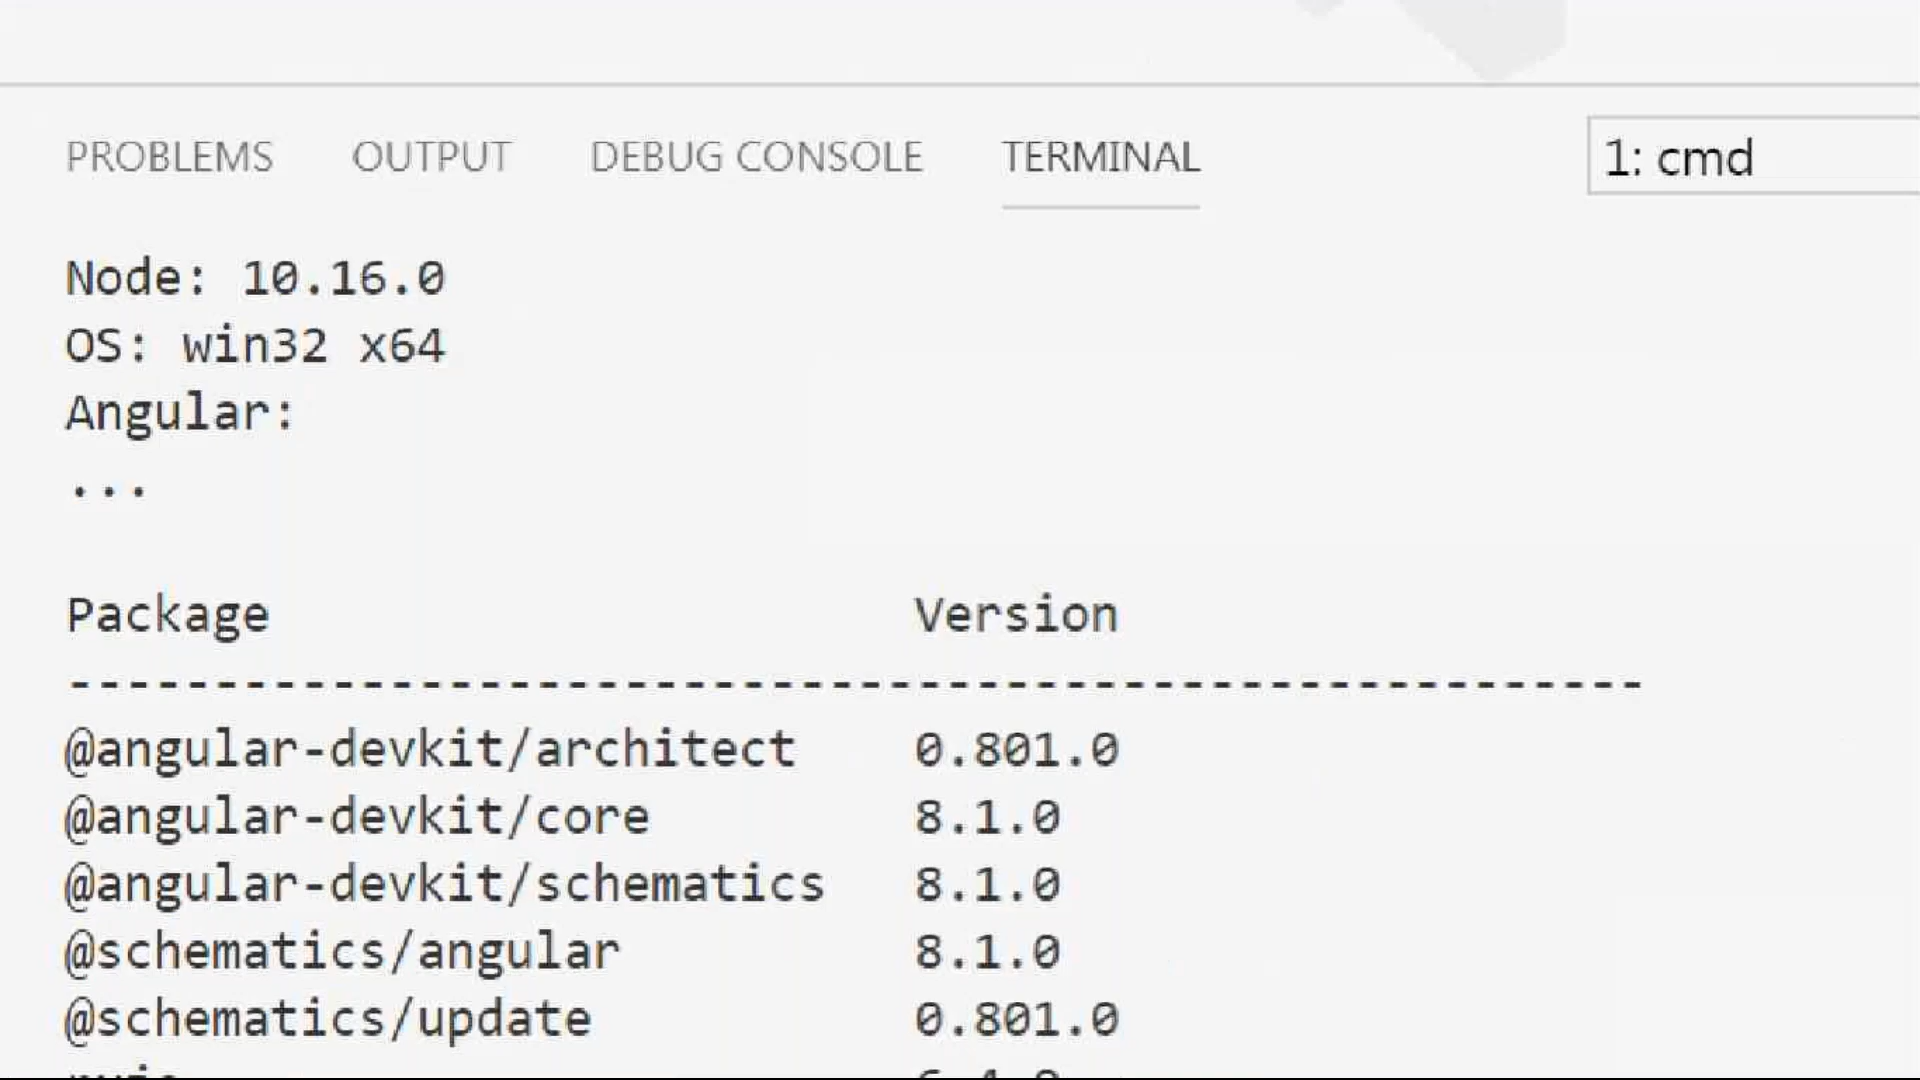 PROBLEMS OUTPUT DEBUG CONSOLE TERMINAL 1: cmd
Node: 10.16.0
OS: win32 x64
Angular:
...
Package Version
------------------------------------------------------
@angular-devkit/architect 0.801.0
@angular-devkit/core 8.1.0
@angular-devkit/schematics 8.1.0
@schematics/angular 8.1.0
@schematics/update 0.801.0